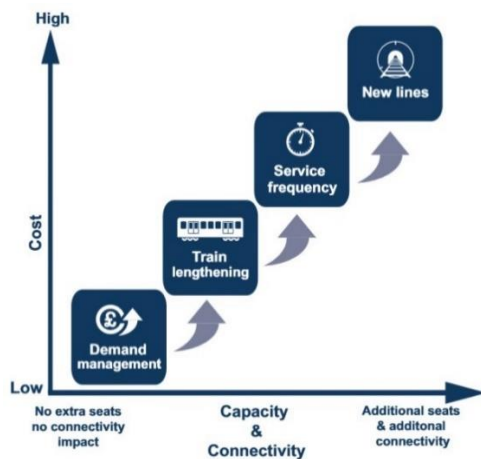 High
New lines
Service
frequency
Cost
Train
lengthening
£
Demand
management
Low
No extra seats
no connectivity
impact
Capacity
&
Connectivity
Additional seats
& additonal
connectivity